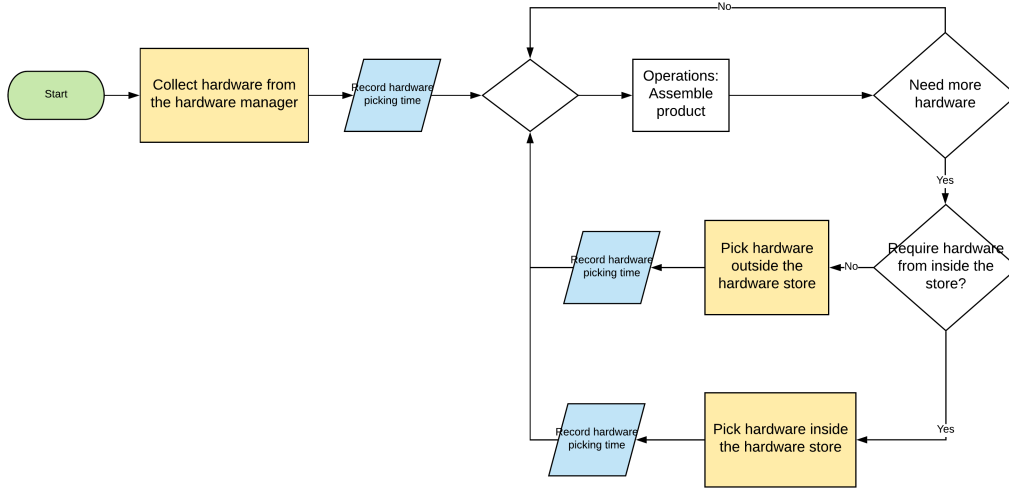 No
Start
Collect hardware from
the hardware manager
Record hardware
picking time
Operations:
Assemble
product
Need more
hardware
Yes
Require hardware
from inside the
store?
No
Pick hardware
outside the
hardware store
Record hardware
picking time
Yes
Pick hardware inside
the hardware store
Record hardware
picking time